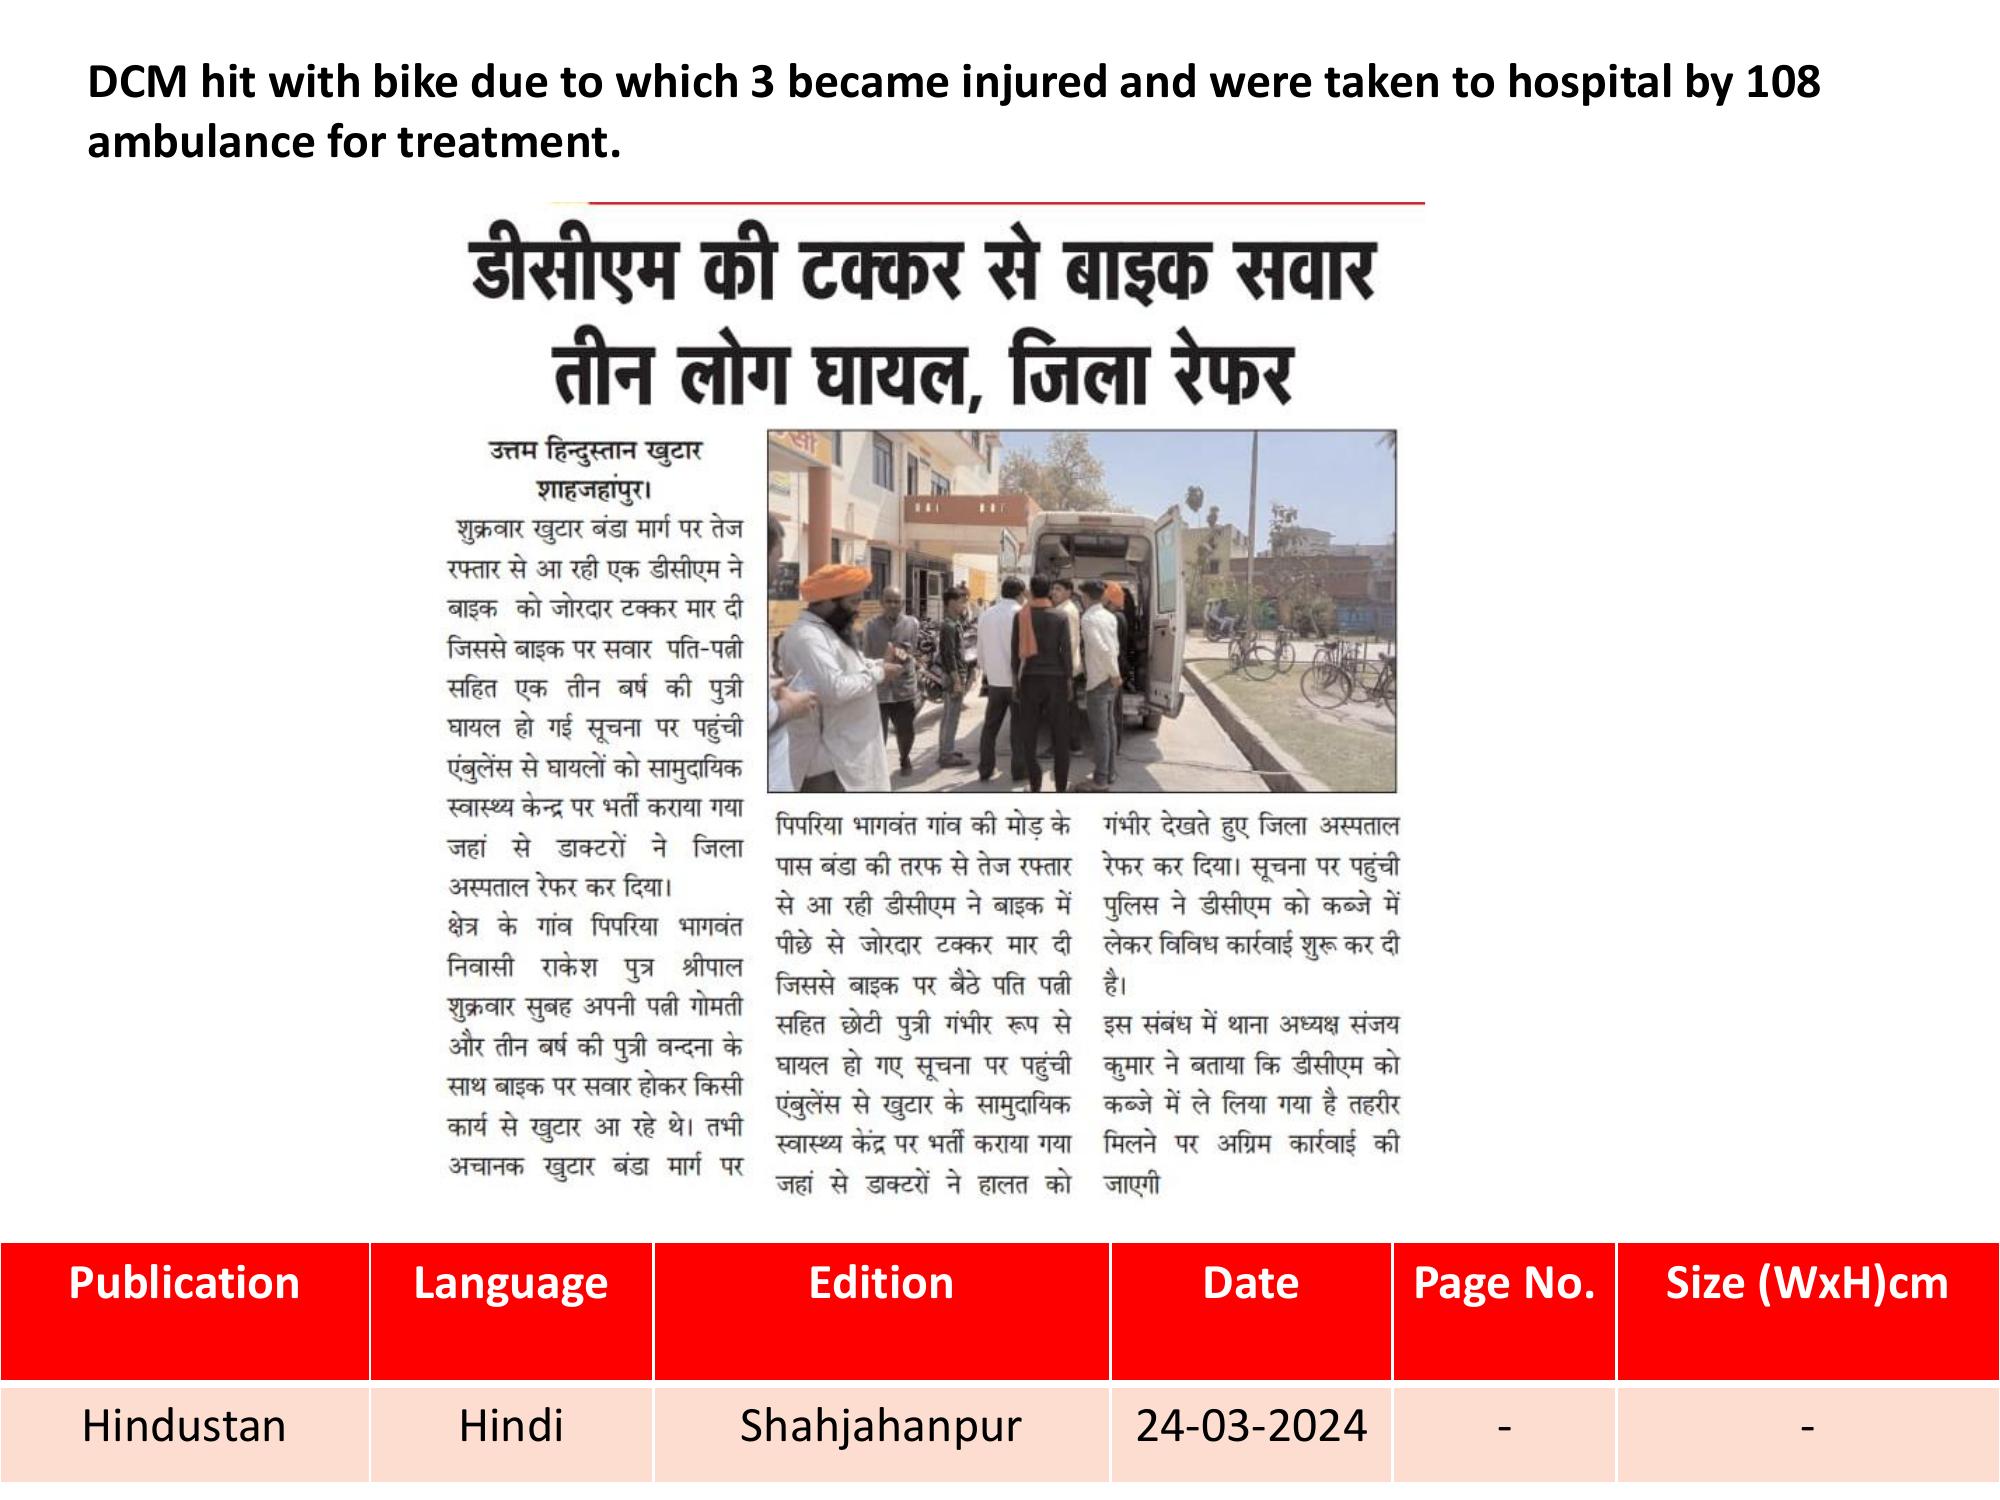 DCM hit with bike due to which 3 became injured and were taken to hospital by 108
ambulance for treatment.
डीसीएम की टक्कर से बाइक सवार
तीन लोग घायल, जिला रेफर
उत्तम हिन्दुस्तान खुटार
शाहजहांपुर।
शुक्रवार खुटार बंडा मार्ग पर तेज
रफ्तार से आ रही एक डीसीएम ने
बाइक को जोरदार टक्कर मार दी
जिससे बाइक पर सवार पति-पत्नी
सहित एक तीन बर्ष की पुत्री
घायल हो गई सूचना पर पहुंची
एंबुलेंस से घायलों को सामुदायिक
स्वास्थ्य केन्द्र पर भर्ती कराया गया
जहां से डाक्टरों ने जिला
अस्पताल रेफर कर दिया।
क्षेत्र के गांव पिपरिया भागवंत
निवासी राकेश पुत्र श्रीपाल
शुक्रवार सुबह अपनी पत्नी गोमती
और तीन बर्ष की पुत्री वन्दना के
साथ बाइक पर सवार होकर किसी
कार्य से खुटार आ रहे थे। तभी
अचानक खुटार बंडा मार्ग पर
पिपरिया भागवंत गांव की मोड़ के
पास बंडा की तरफ से तेज रफ्तार
से आ रही डीसीएम ने बाइक में
पीछे से जोरदार टक्कर मार दी
जिससे बाइक पर बैठे पति पत्नी
सहित छोटी पुत्री गंभीर रूप से
घायल हो गए सूचना पर पहुंची
एंबुलेंस से खुटार के सामुदायिक
स्वास्थ्य केंद्र पर भर्ती कराया गया
जहां से डाक्टरों ने हालत को
गंभीर देखते हुए जिला अस्पताल
रेफर कर दिया। सूचना पर पहुंची
पुलिस ने डीसीएम को कब्जे में
लेकर विविध कार्रवाई शुरू कर दी
है।
इस संबंध में थाना अध्यक्ष संजय
कुमार ने बताया कि डीसीएम को
कब्जे में ले लिया गया है तहरीर
मिलने पर अग्रिम कार्रवाई की
जाएगी
Publication Language Edition Date Page No. Size (WxH)cm
Hindustan Hindi Shahjahanpur 24-03-2024 - -